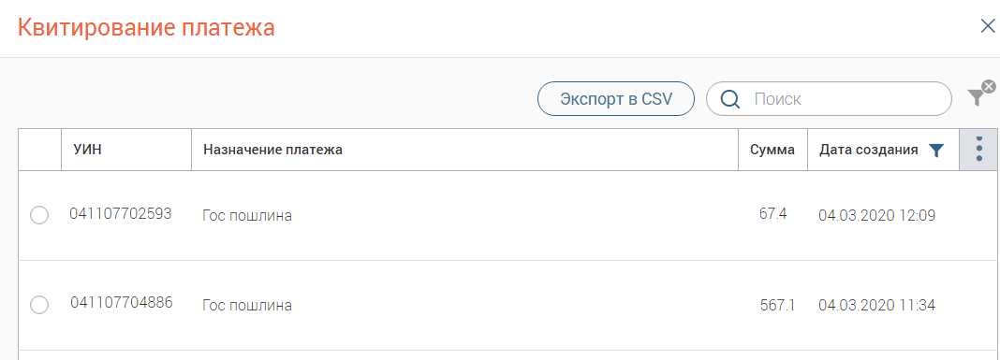 Квитирование платежа
Экспорт в CSV Поиск
УИН Назначение платежа Сумма Дата создания
041107702593 Гос пошлина 67.4 04.03.2020 12:09
041107704886 Гос пошлина 567.1 04.03.2020 11:34